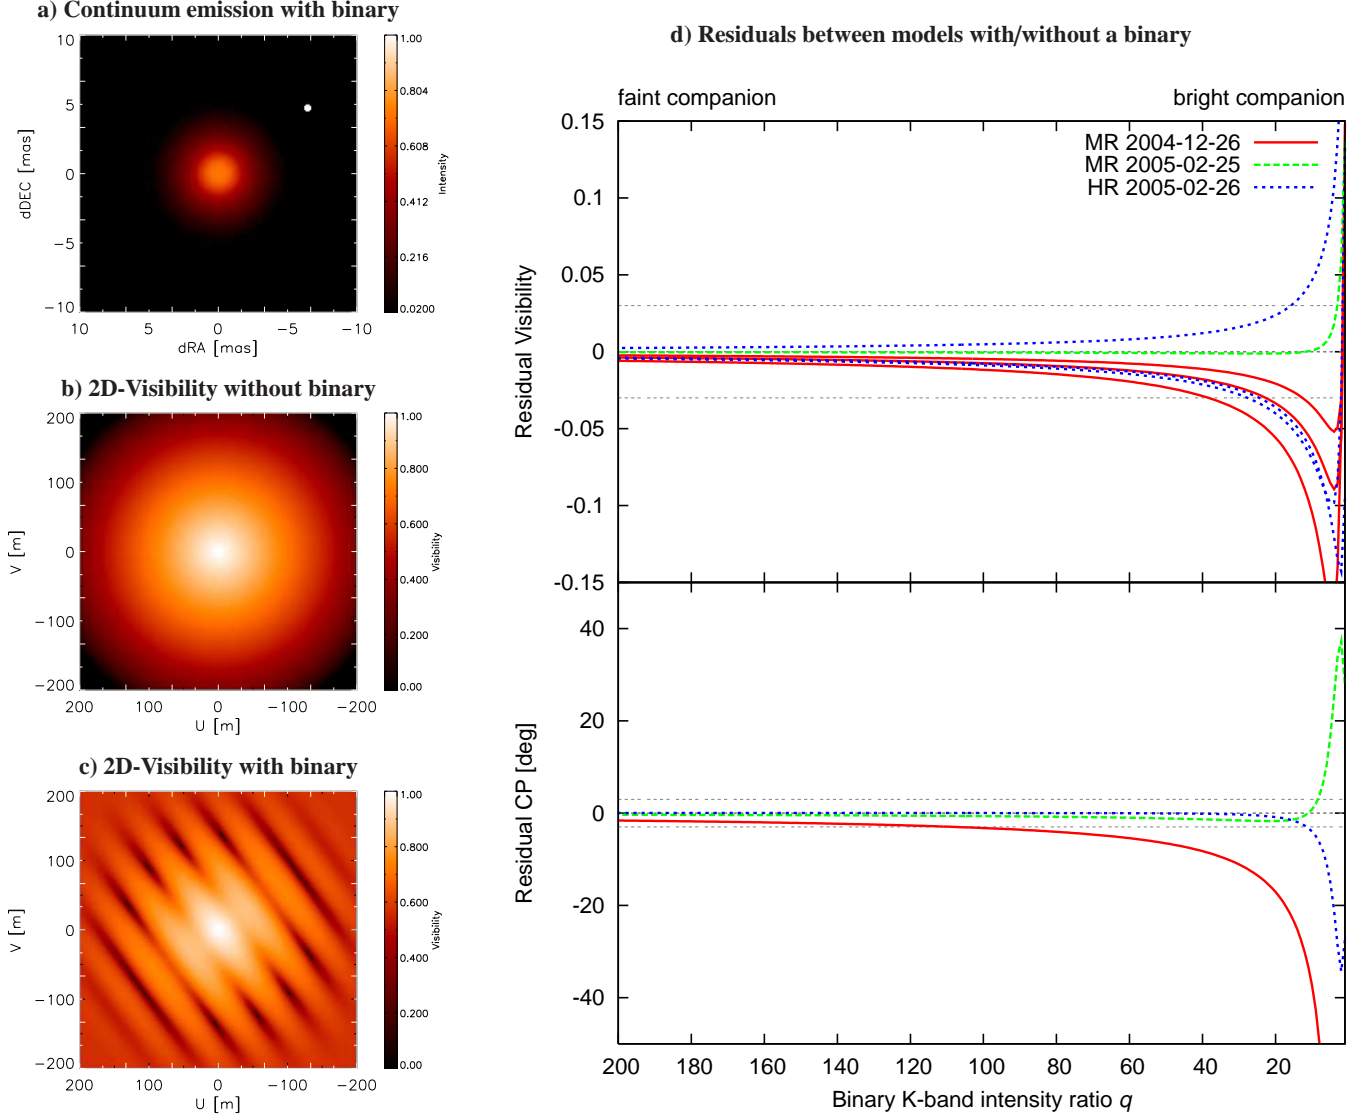 a) Continuum emission with binary
10
5
0
−5
−10
dDEC [mas]
10 5 0 −5 −10
dRA [mas]
1.00
0.804
0.608
0.412
0.216
0.0200
Intensity
b) 2D-Visibility without binary
200
100
0
−100
−200
V [m]
200 100 0 −100 −200
U [m]
1.00
0.800
0.600
0.400
0.200
0.00
Visibility
c) 2D-Visibility with binary
200
100
0
−100
−200
V [m]
200 100 0 −100 −200
U [m]
1.00
0.800
0.600
0.400
0.200
0.00
Visibility
d) Residuals between models with/without a binary
faint companion bright companion
MR 2004-12-26
MR 2005-02-25
HR 2005-02-26
0.15
0.1
0.05
0
-0.05
-0.1
-0.15
Residual Visibility
40
20
0
-20
-40
Residual CP [deg]
200 180 160 140 120 100 80 60 40 20
Binary K-band intensity ratio q